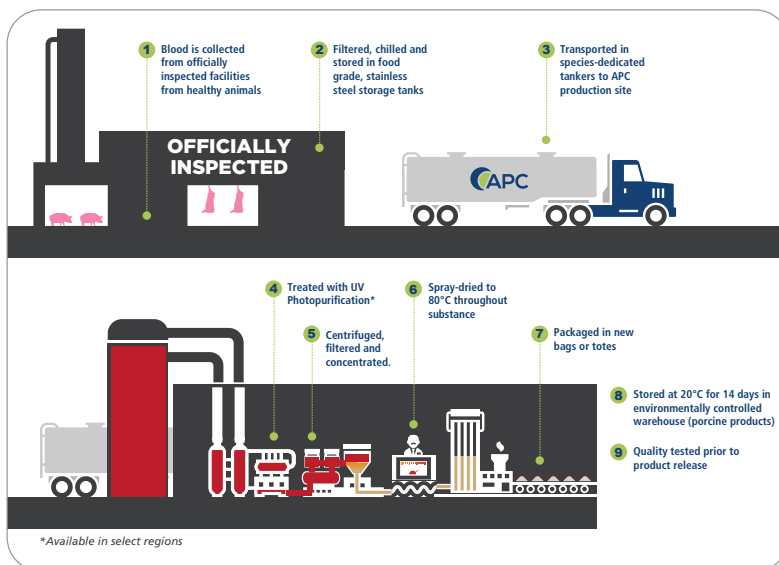 1 Blood is collected
from officially
inspected facilities
from healthy animals
2 Filtered, chilled and
stored in food
grade, stainless
steel storage tanks
3 Transported in
species-dedicated
tankers to APC
production site
OFFICIALLY
INSPECTED
APC
4 Treated with UV
Photopurification*
5 Centrifuged,
filtered and
concentrated.
6 Spray-dried to
80°C throughout
substance
7 Packaged in new
bags or totes
8 Stored at 20°C for 14 days in
environmentally controlled
warehouse (porcine products)
9 Quality tested prior to
product release
*Available in select regions